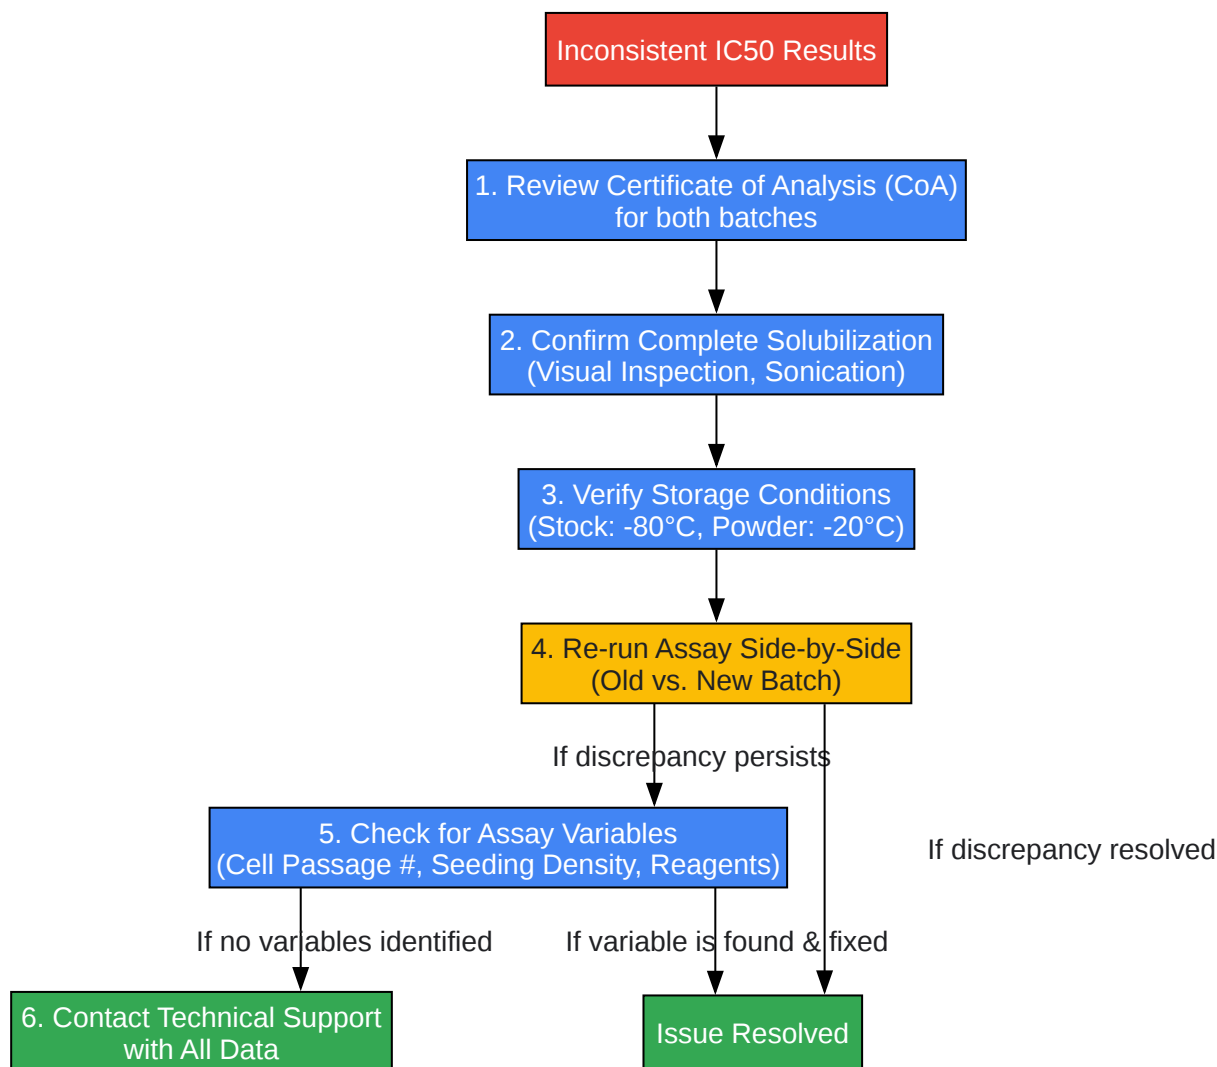 Inconsistent IC50 Results
1. Review Certificate of Analysis (CoA)
for both batches
2. Confirm Complete Solubilization
(Visual Inspection, Sonication)
3. Verify Storage Conditions
(Stock: -80°C, Powder: -20°C)
4. Re-run Assay Side-by-Side
(Old vs. New Batch)
If discrepancy persists
5. Check for Assay Variables
(Cell Passage #, Seeding Density, Reagents)
If discrepancy resolved
If no variables identified
If variable is found & fixed
6. Contact Technical Support
with All Data
Issue Resolved